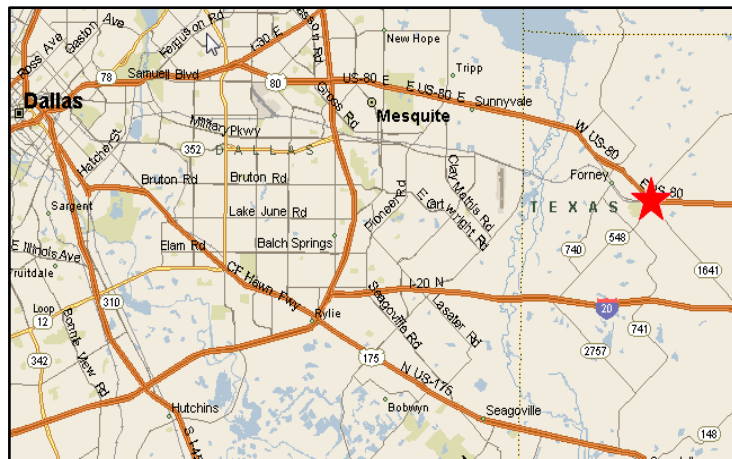 Ross Ave
Gaston Ave
Ferguson Rd
I-30 E
New Hope
Tripp
78
Samuell Blvd
80
US-80 E
E US-80 E
Sunnyvale
Dallas
Gross Rd
Mesquite
Military Pkwy
W US-80
Hatcher St
352
DALLAS
Bruton Rd
Bruton Rd
Pioneer Rd
Clay Mathis Rd
E Cartwright Rd
Forney
E US-80
TEXAS
Sargent
Lake June Rd
Elam Rd
Balch Springs
548
740
E Illinois Ave
Fruitdale
CF Hawn Fwy
I-20 N
1641
Loop
12
310
Bonnie View Rd
Rylie
Seagoville Rd
Lasater Rd
20
741
342
175
N US-175
2757
Hutchins
Bobwyn
Seagoville
148
S I-45